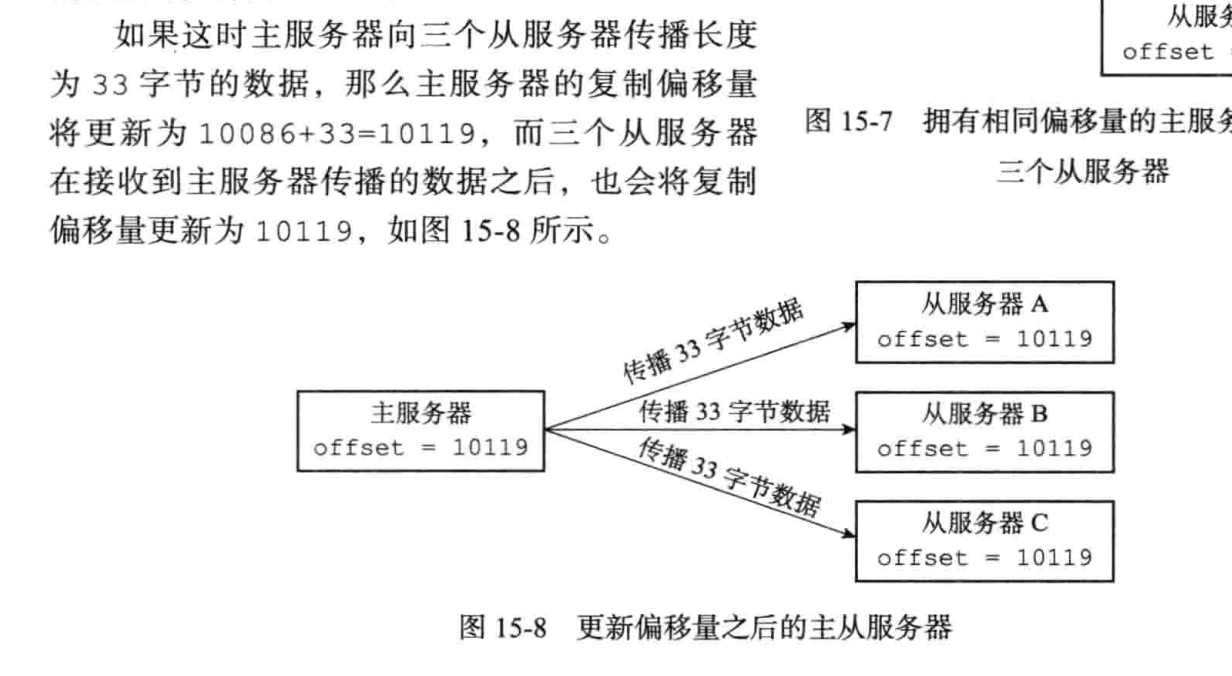 如果这时主服务器向三个从服务器传播长度
为 33 字节的数据，那么主服务器的复制偏移量
将更新为 10086+33=10119，而三个从服务器
在接收到主服务器传播的数据之后，也会将复制
偏移量更新为 10119，如图 15-8 所示。
从服务
offset =
图 15-7 拥有相同偏移量的主服务
三个从服务器
主服务器
offset = 10119
传播 33 字节数据
传播 33 字节数据
传播 33 字节数据
从服务器 A
offset = 10119
从服务器 B
offset = 10119
从服务器 C
offset = 10119
图 15-8 更新偏移量之后的主从服务器